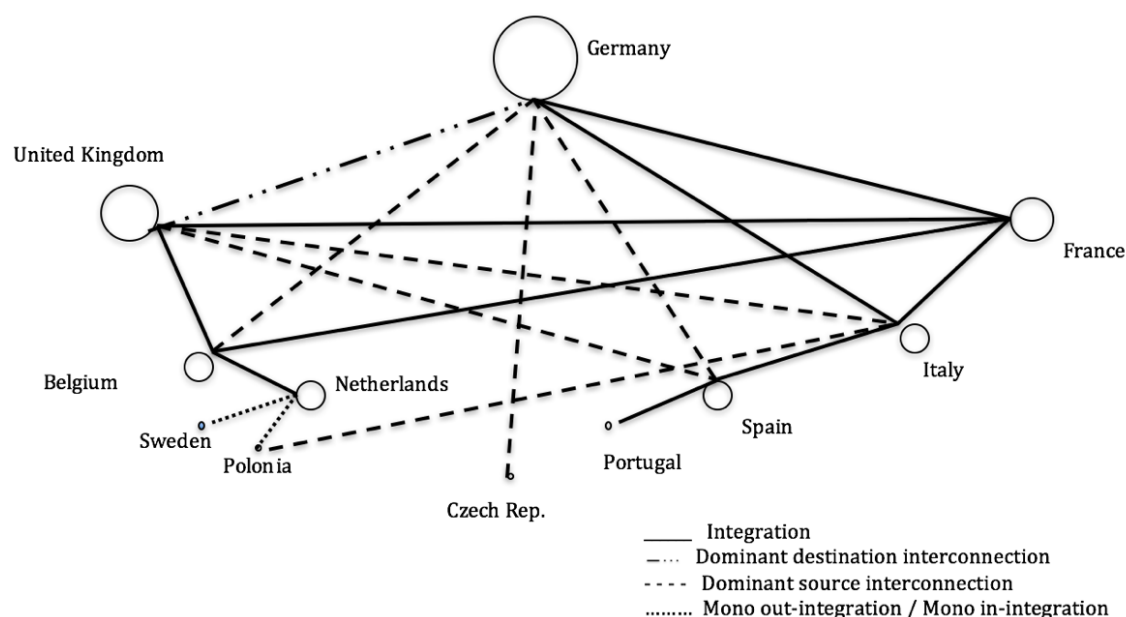 Germany
United Kingdom
France
Italy
Belgium
Netherlands
Spain
Sweden
Polonia
Portugal
Czech Rep.
Integration
Dominant destination interconnection
Dominant source interconnection
Mono out-integration / Mono in-integration